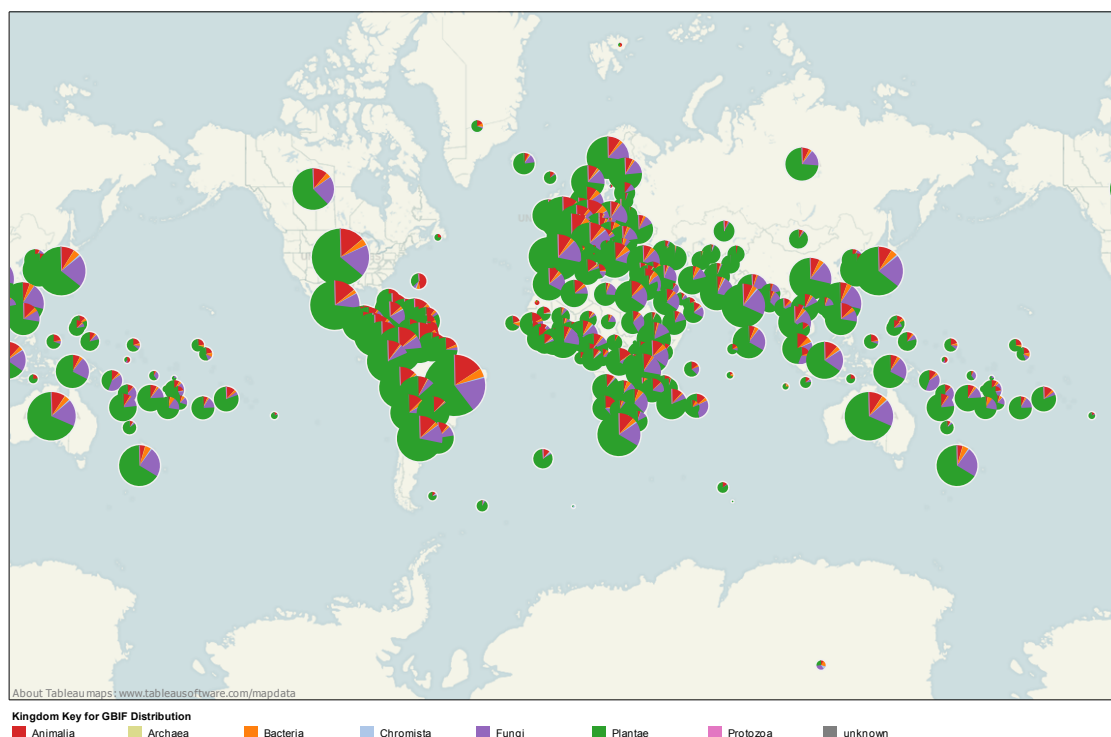 About Tableau maps: www.tableausoftware.com/mapdata
Kingdom Key for GBIF Distribution
Animalia Archaea Bacteria Chromista Fungi Plantae Protozoa unknown